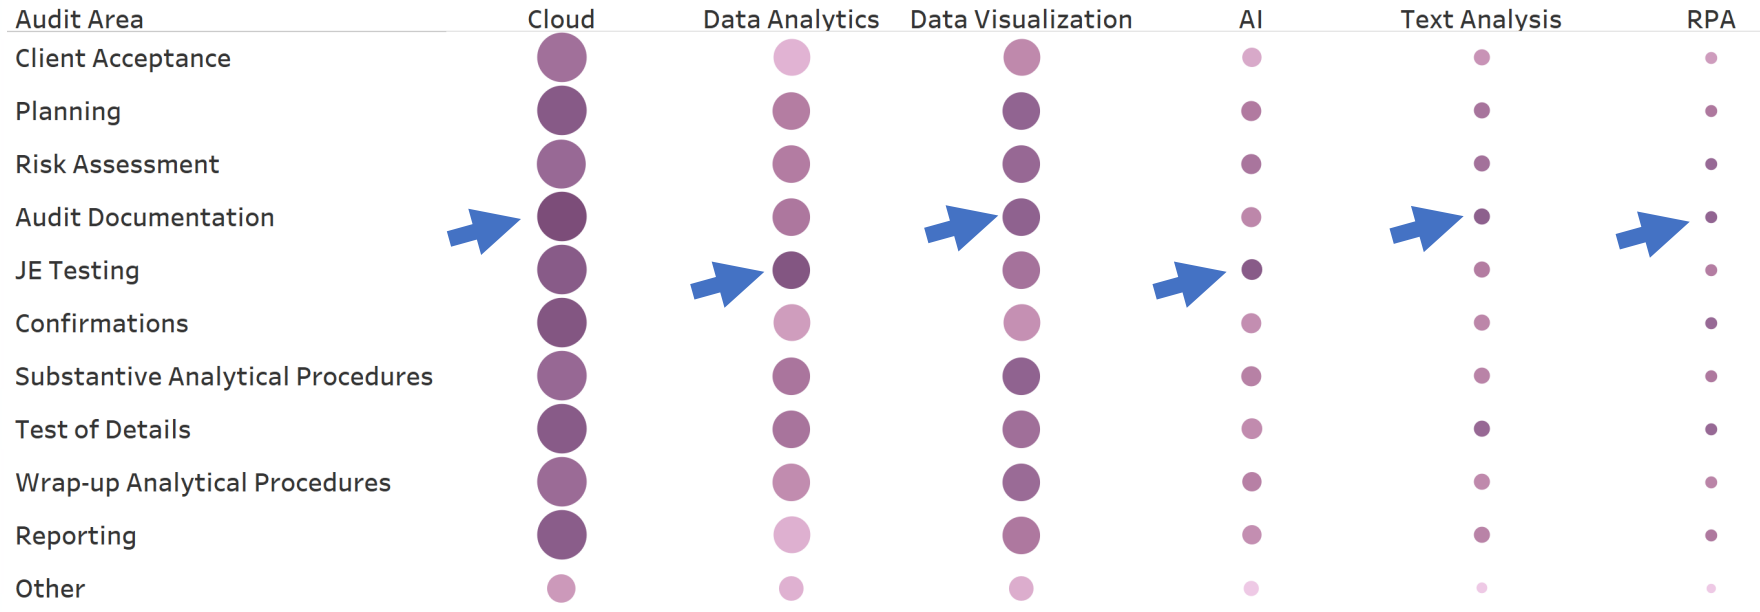 Audit Area Cloud Data Analytics Data Visualization AI Text Analysis RPA
Client Acceptance
Planning
Risk Assessment
Audit Documentation
JE Testing
Confirmations
Substantive Analytical Procedures
Test of Details
Wrap-up Analytical Procedures
Reporting
Other